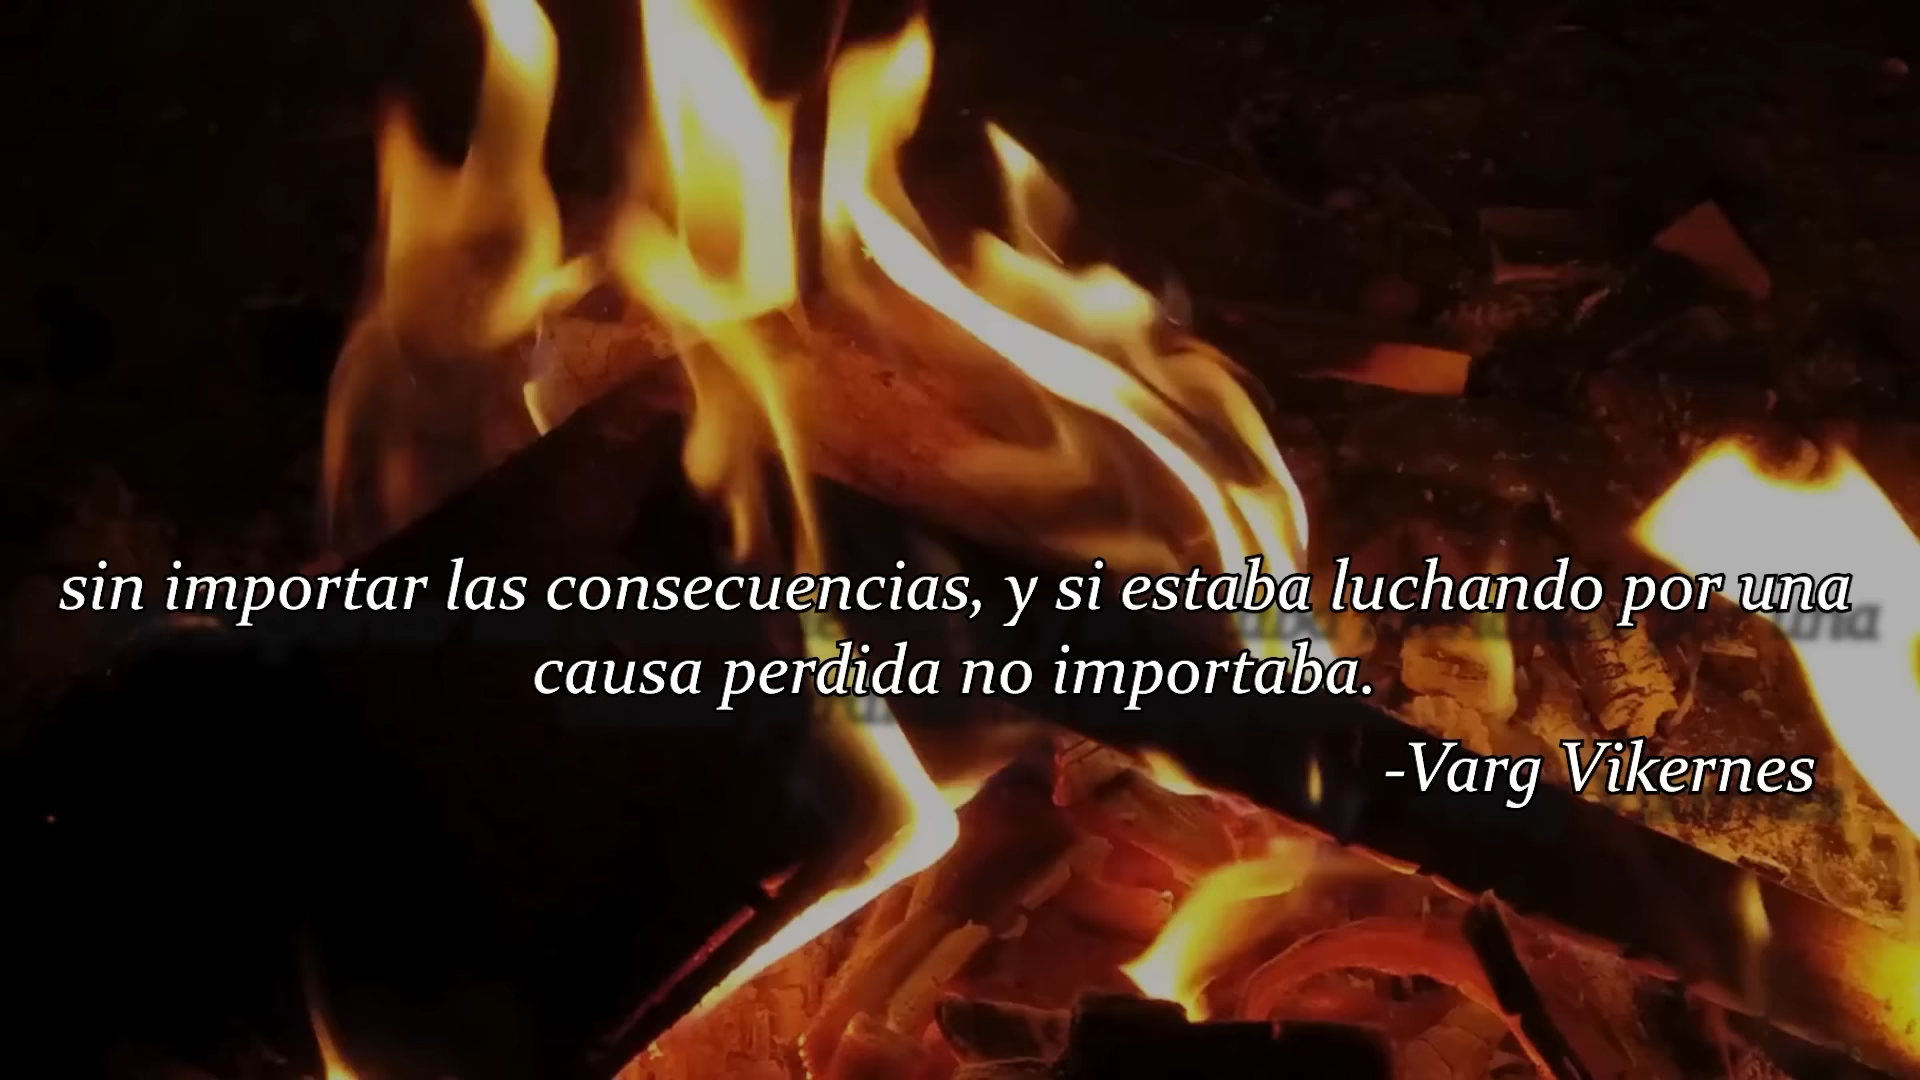 sin importar las consecuencias, y si estaba luchando por una
causa perdida no importaba.
-Varg Vikernes